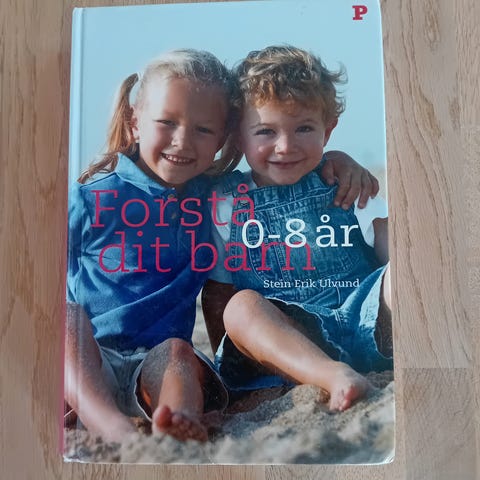 P
Forstå
0-8 år
dit barn
Stein Erik Ulvund